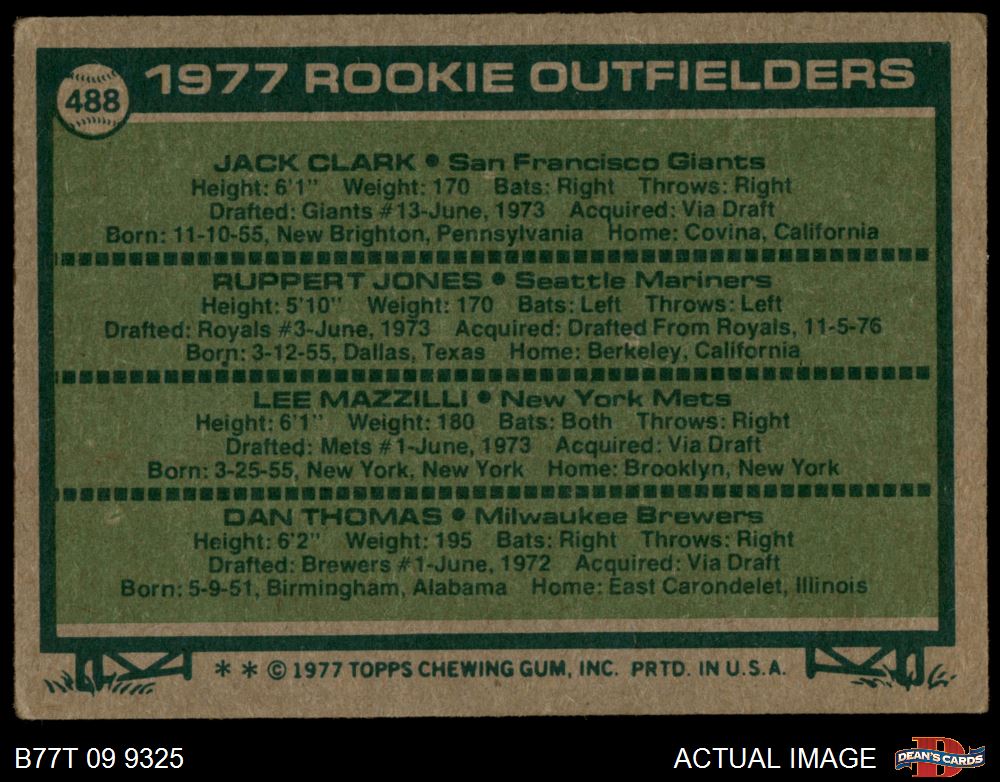 488
1977 ROOKIE OUTFIELDERS
JACK CLARK • San Francisco Giants
Height: 6'1" Weight: 170 Bats: Right Throws: Right
Drafted: Giants #13-June, 1973 Acquired: Via Draft
Born: 11-10-55, New Brighton, Pennsylvania Home: Covina, California
RUPPERT JONES • Seattle Mariners
Height: 5'10" Weight: 170 Bats: Left Throws: Left
Drafted: Royals #3-June, 1973 Acquired: Drafted From Royals, 11-5-76
Born: 3-12-55, Dallas, Texas Home: Berkeley, California
LEE MAZZILLI • New York Mets
Height: 6'1" Weight: 180 Bats: Both Throws: Right
Drafted: Mets #1-June, 1973 Acquired: Via Draft
Born: 3-25-55, New York, New York Home: Brooklyn, New York
DAN THOMAS • Milwaukee Brewers
Height: 6'2" Weight: 195 Bats: Right Throws: Right
Drafted: Brewers #1-June, 1972 Acquired: Via Draft
Born: 5-9-51, Birmingham, Alabama Home: East Carondelet, Illinois
* * © 1977 TOPPS CHEWING GUM, INC. PRTD. IN U.S.A.
B77T 09 9325
ACTUAL IMAGE
D
DEAN'S CARDS